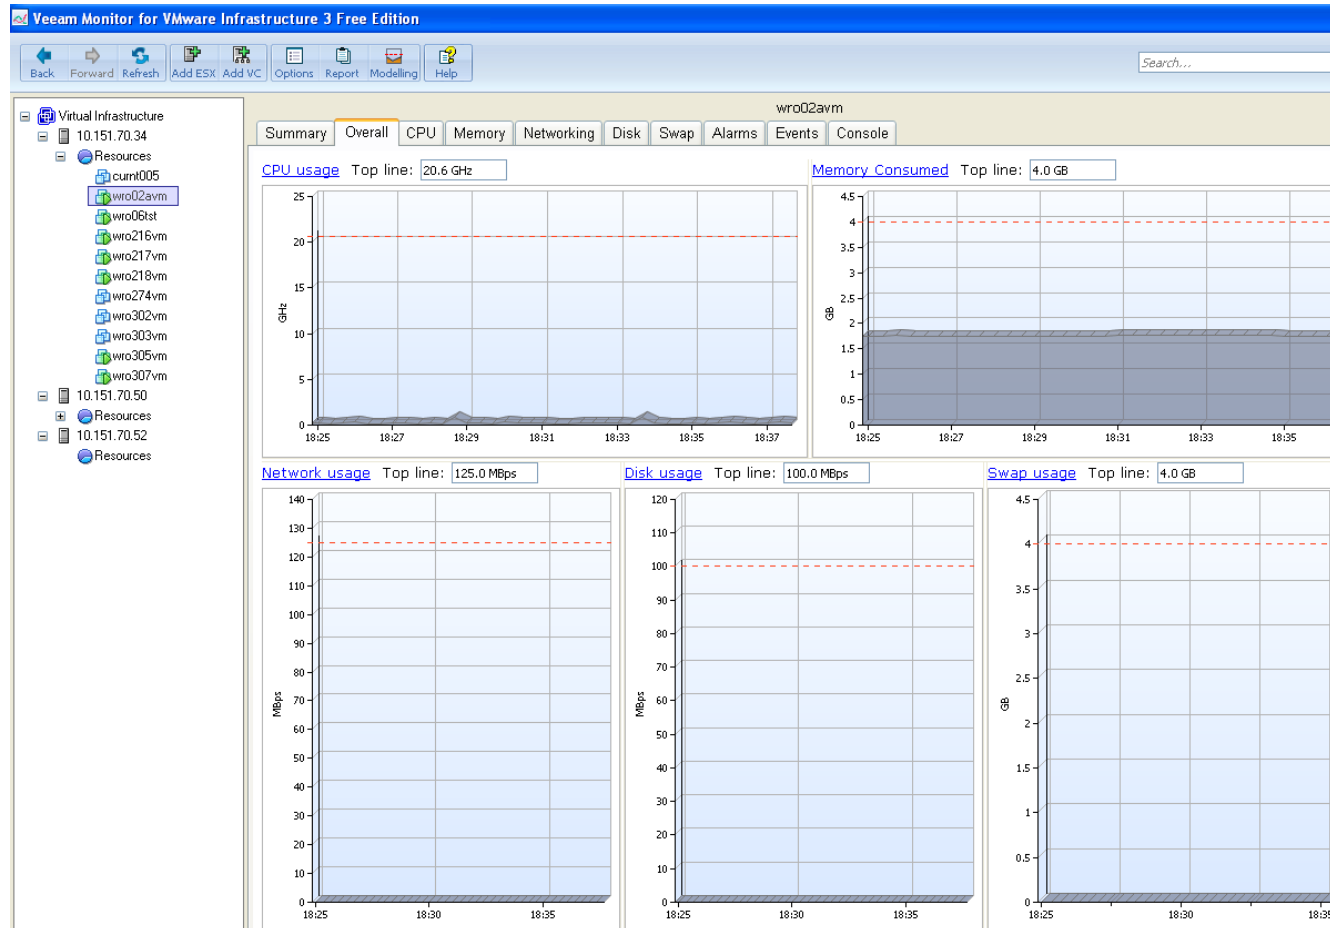 Veeam Monitor for VMware Infrastructure 3 Free Edition
Back Forward Refresh Add ESX Add VC Options Report Modelling Help
Search...
Virtual Infrastructure
10.151.70.34
Resources
curnt005
wro02avm
wro06tst
wro216vm
wro217vm
wro218vm
wro274vm
wro302vm
wro303vm
wro305vm
wro307vm
10.151.70.50
Resources
10.151.70.52
Resources
wro02avm
Summary Overall CPU Memory Networking Disk Swap Alarms Events Console
CPU usage Top line: 20.6 GHz
25
20
15
10
5
0
GHz
18:25 18:27 18:29 18:31 18:33 18:35 18:37
Memory Consumed Top line: 4.0 GB
4.5
4
3.5
3
2.5
2
1.5
1
0.5
0
GB
18:25 18:27 18:29 18:31 18:33 18:35
Network usage Top line: 125.0 MBps
140
130
120
110
100
90
80
70
60
50
40
30
20
10
0
MBps
18:25 18:30 18:35
Disk usage Top line: 100.0 MBps
120
110
100
90
80
70
60
50
40
30
20
10
0
MBps
18:25 18:30 18:35
Swap usage Top line: 4.0 GB
4.5
4
3.5
3
2.5
2
1.5
1
0.5
0
GB
18:25 18:30 18:35